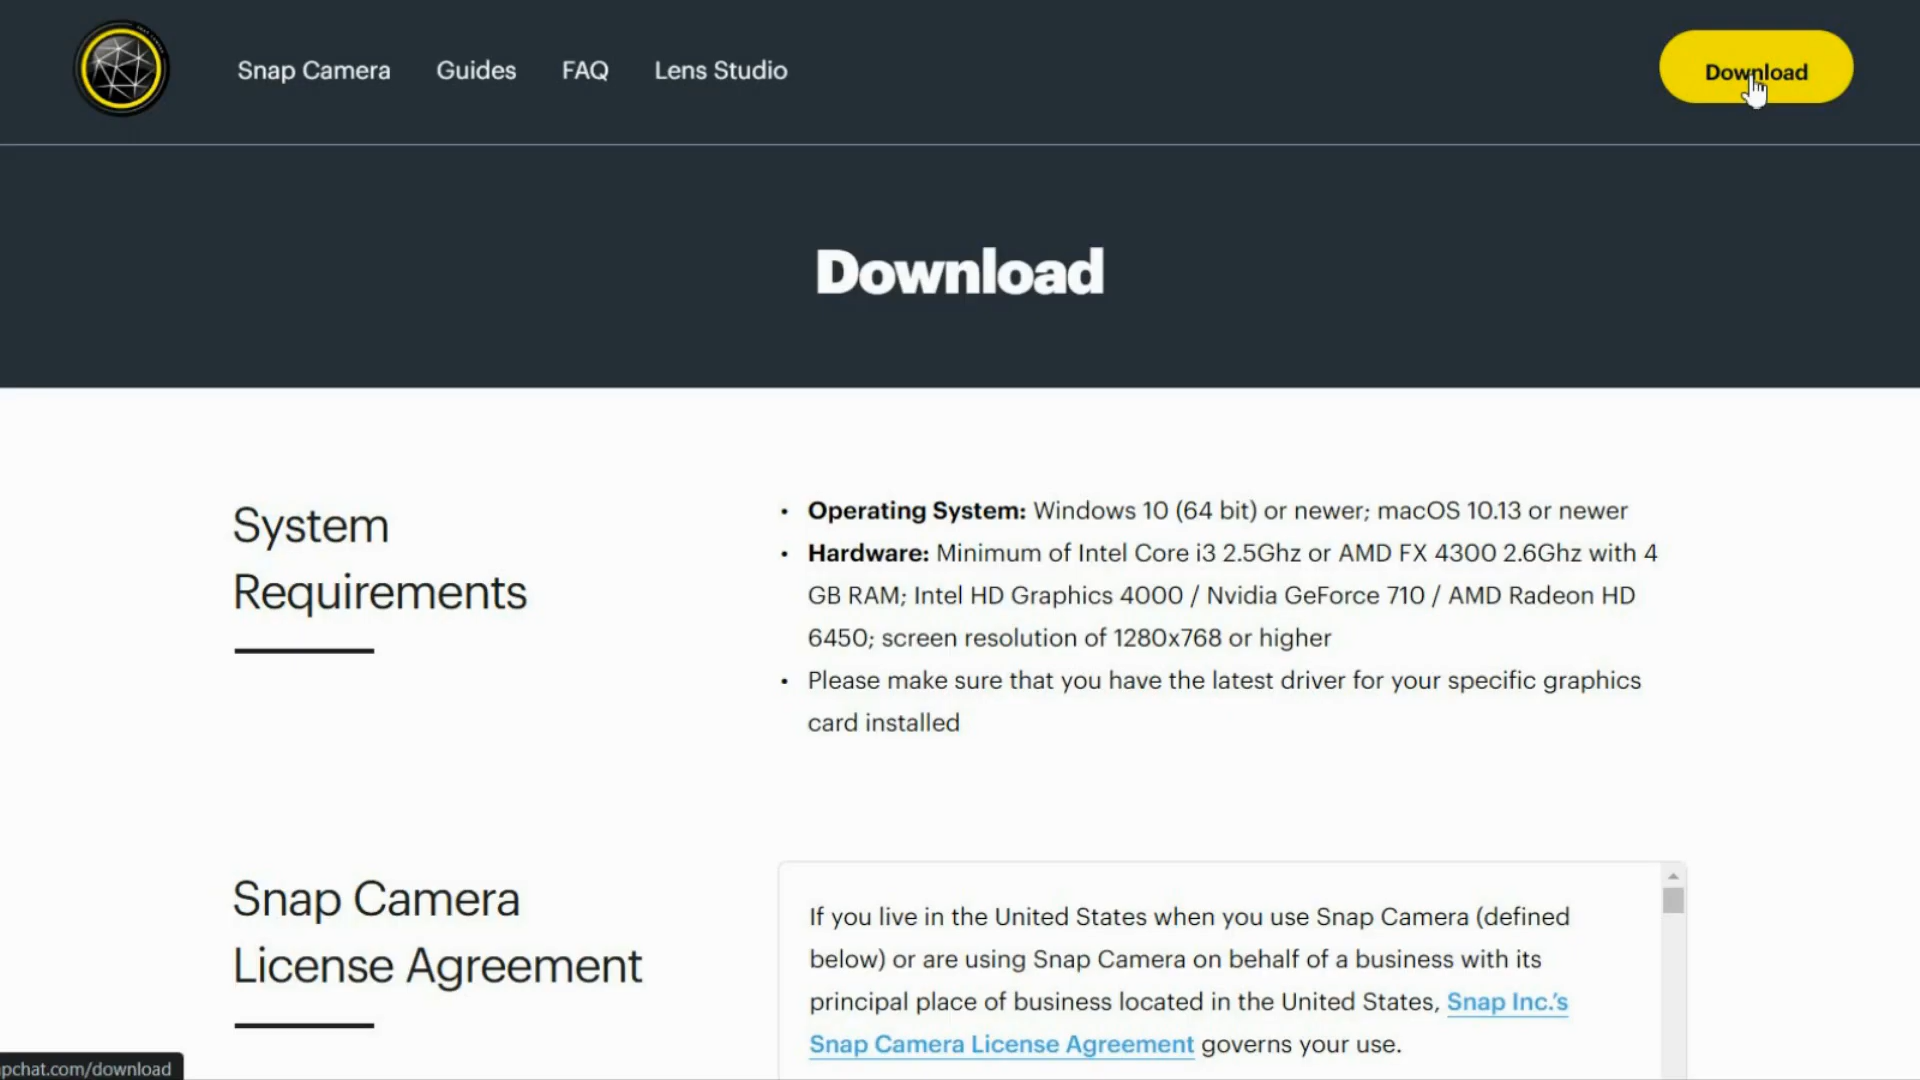 Snap Camera Guides FAQ Lens Studio Download
Download
System
Requirements
• Operating System: Windows 10 (64 bit) or newer; macOS 10.13 or newer
• Hardware: Minimum of Intel Core i3 2.5Ghz or AMD FX 4300 2.6Ghz with 4
GB RAM; Intel HD Graphics 4000 / Nvidia GeForce 710 / AMD Radeon HD
6450; screen resolution of 1280x768 or higher
• Please make sure that you have the latest driver for your specific graphics
card installed
Snap Camera
License Agreement
If you live in the United States when you use Snap Camera (defined
below) or are using Snap Camera on behalf of a business with its
principal place of business located in the United States, Snap Inc.’s
Snap Camera License Agreement governs your use.
pchat.com/download